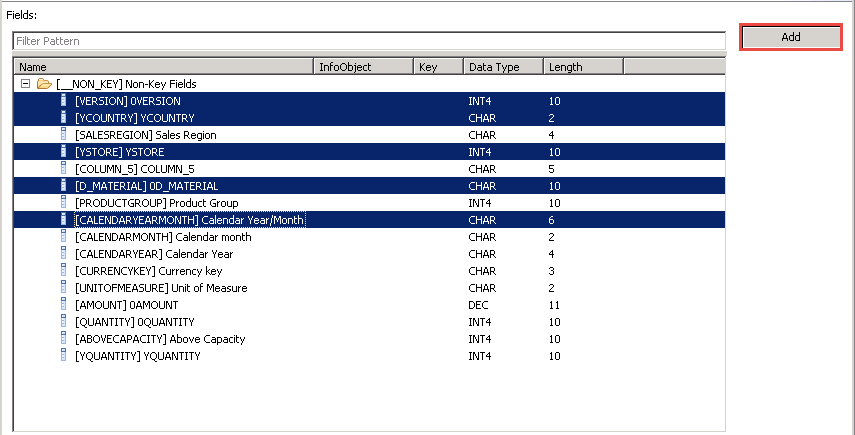 Fields:
Filter Pattern
Add
Name InfoObject Key Data Type Length
[__NON_KEY] Non-Key Fields
[VERSION] 0VERSION INT4 10
[YCOUNTRY] YCOUNTRY CHAR 2
[SALESREGION] Sales Region CHAR 4
[YSTORE] YSTORE INT4 10
[COLUMN_5] COLUMN_5 CHAR 5
[D_MATERIAL] 0D_MATERIAL CHAR 10
[PRODUCTGROUP] Product Group INT4 10
[CALENDARYEARMONTH] Calendar Year/Month CHAR 6
[CALENDARMONTH] Calendar month CHAR 2
[CALENDARYEAR] Calendar Year CHAR 4
[CURRENCYKEY] Currency key CHAR 3
[UNITOFMEASURE] Unit of Measure CHAR 2
[AMOUNT] 0AMOUNT DEC 11
[QUANTITY] 0QUANTITY INT4 10
[ABOVECAPACITY] Above Capacity INT4 10
[YQUANTITY] YQUANTITY INT4 10